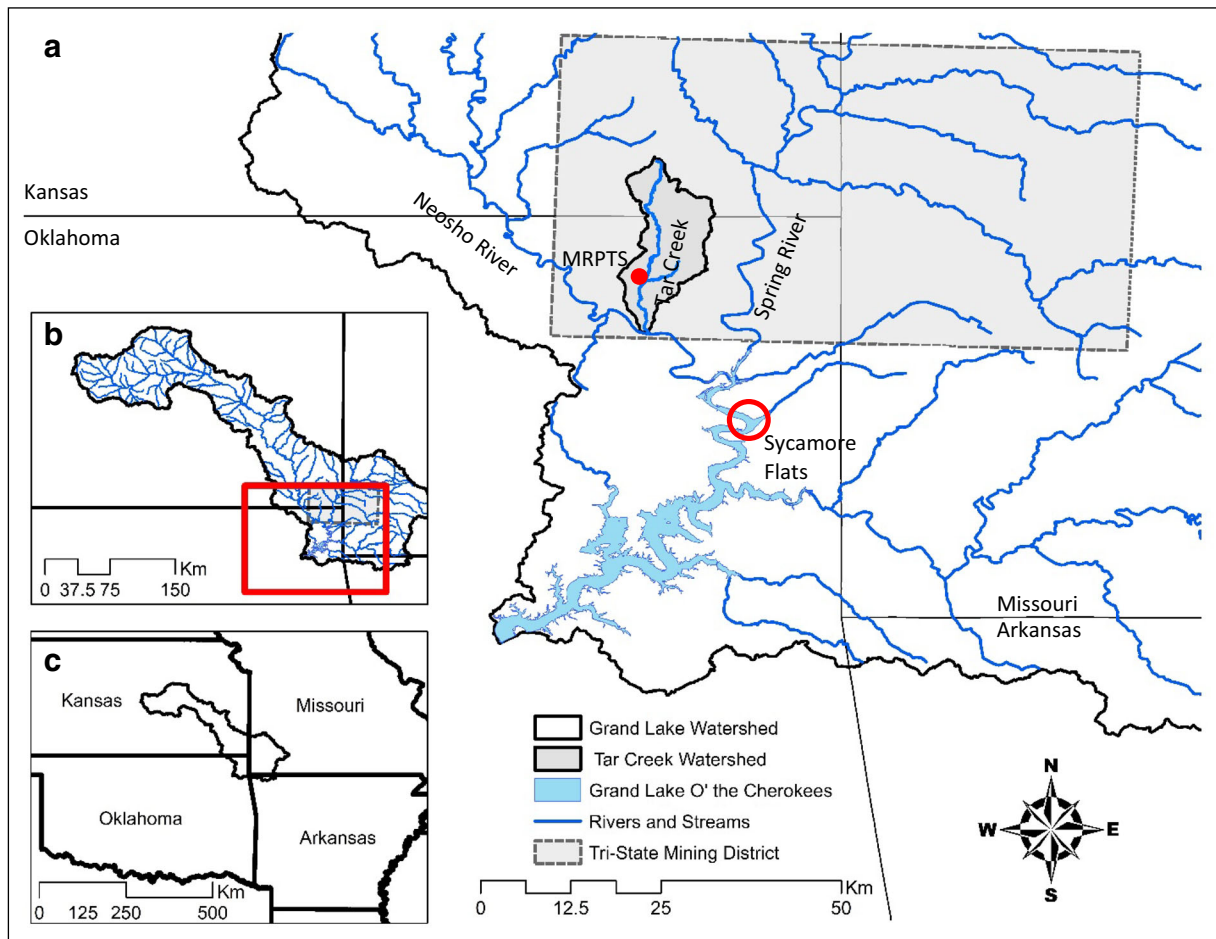 a
Kansas
Oklahoma
Neosho River
MRPTS
Tar Creek
Spring River
Sycamore
Flats
Missouri
Arkansas
b
Km
0 37.5 75 150
c
Kansas
Missouri
Oklahoma
Arkansas
Km
0 125 250 500
Grand Lake Watershed
Tar Creek Watershed
Grand Lake O' the Cherokees
Rivers and Streams
Tri-State Mining District
Km
0 12.5 25 50
N
W E
S